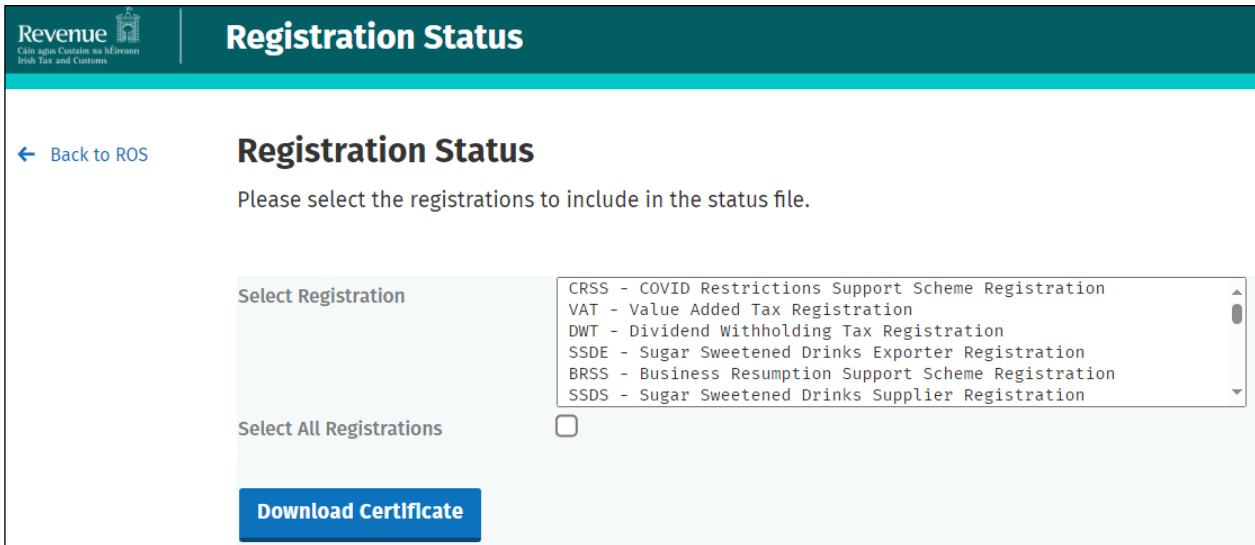 Revenue
Cáin agus Custaim na hÉireann
Irish Tax and Customs
Registration Status
← Back to ROS
Registration Status
Please select the registrations to include in the status file.
Select Registration
CRSS - COVID Restrictions Support Scheme Registration
VAT - Value Added Tax Registration
DWT - Dividend Withholding Tax Registration
SSDE - Sugar Sweetened Drinks Exporter Registration
BRSS - Business Resumption Support Scheme Registration
SSDS - Sugar Sweetened Drinks Supplier Registration
Select All Registrations
Download Certificate